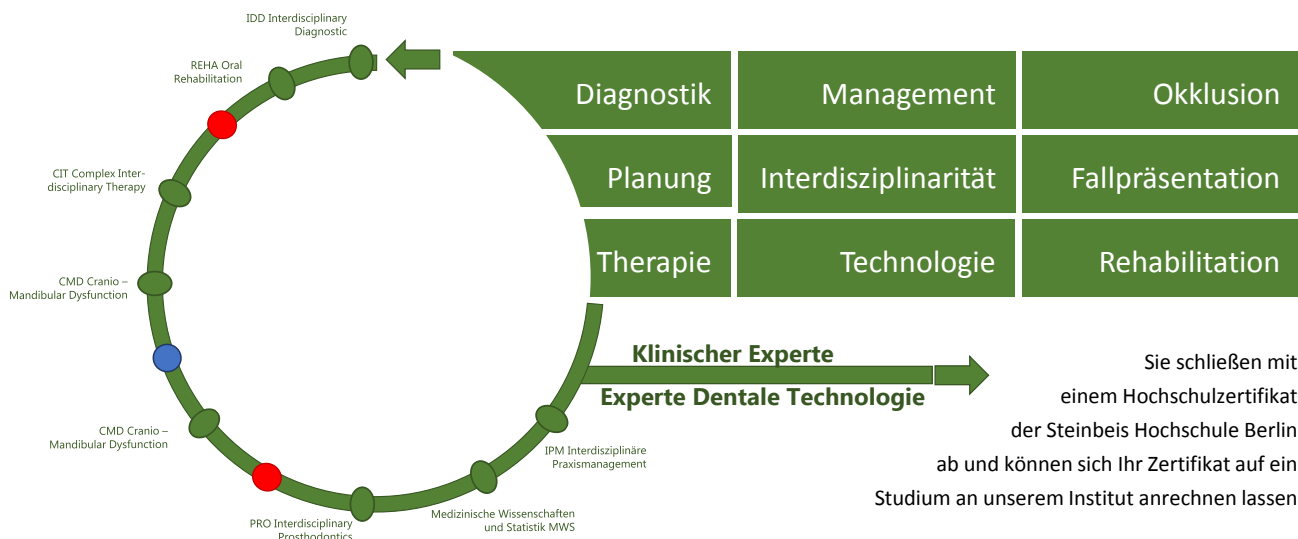 IDD Interdisciplinary
Diagnostic
REHA Oral
Rehabilitation
CIT Complex Inter-
disciplinary Therapy
CMD Cranio –
Mandibular Dysfunction
CMD Cranio –
Mandibular Dysfunction
PRO Interdisciplinary
Prosthodontics
Medizinische Wissenschaften
und Statistik MWS
IPM Interdisziplinäre
Praxismanagement
Diagnostik Management Okklusion
Planung Interdisziplinarität Fallpräsentation
Therapie Technologie Rehabilitation
Klinischer Experte
Experte Dentale Technologie
Sie schließen mit
einem Hochschulzertifikat
der Steinbeis Hochschule Berlin
ab und können sich Ihr Zertifikat auf ein
Studium an unserem Institut anrechnen lassen